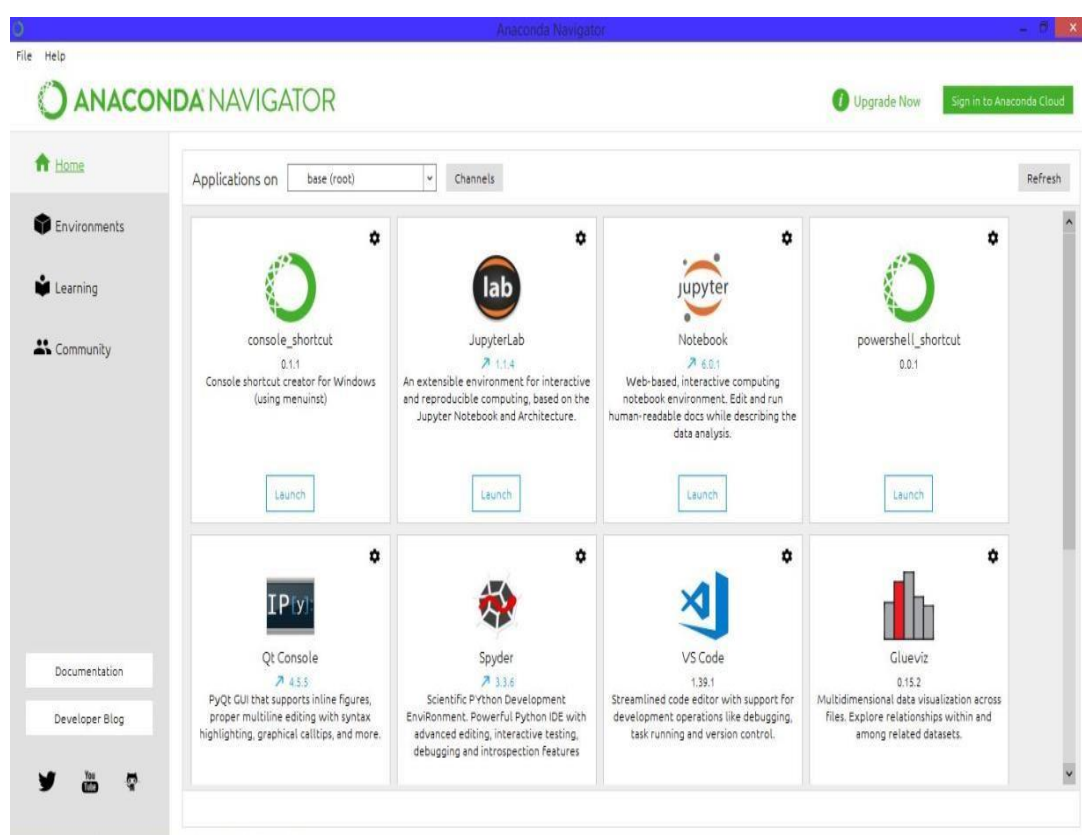 Anaconda Navigator
File Help
ANACONDA NAVIGATOR
Upgrade Now
Sign in to Anaconda Cloud
Home
Environments
Learning
Community
Documentation
Developer Blog
You
Tube
Applications on base (root) Channels Refresh
console_shortcut
0.1.1
Console shortcut creator for Windows
(using menuinst)
Launch
lab
JupyterLab
1.1.4
An extensible environment for interactive
and reproducible computing, based on the
Jupyter Notebook and Architecture.
Launch
jupyter
Notebook
6.0.1
Web-based, interactive computing
notebook environment. Edit and run
human-readable docs while describing the
data analysis.
Launch
powershell_shortcut
0.0.1
Launch
IP[y]:
Qt Console
4.5.5
PyQt GUI that supports inline figures,
proper multiline editing with syntax
highlighting, graphical calltips, and more.
Spyder
3.3.6
Scientific PYthon Development
EnviRonment. Powerful Python IDE with
advanced editing, interactive testing,
debugging and introspection features
VS Code
1.39.1
Streamlined code editor with support for
development operations like debugging,
task running and version control.
Glueviz
0.15.2
Multidimensional data visualization across
files. Explore relationships within and
among related datasets.